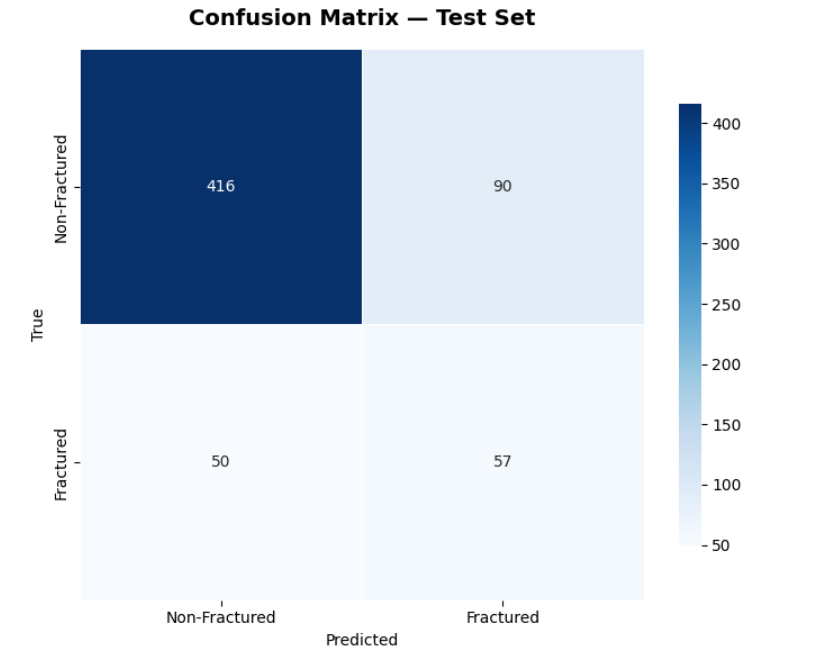 Confusion Matrix — Test Set
Non-Fractured
416
90
True
Fractured
50
57
Non-Fractured
Fractured
Predicted
400
350
300
250
200
150
100
50